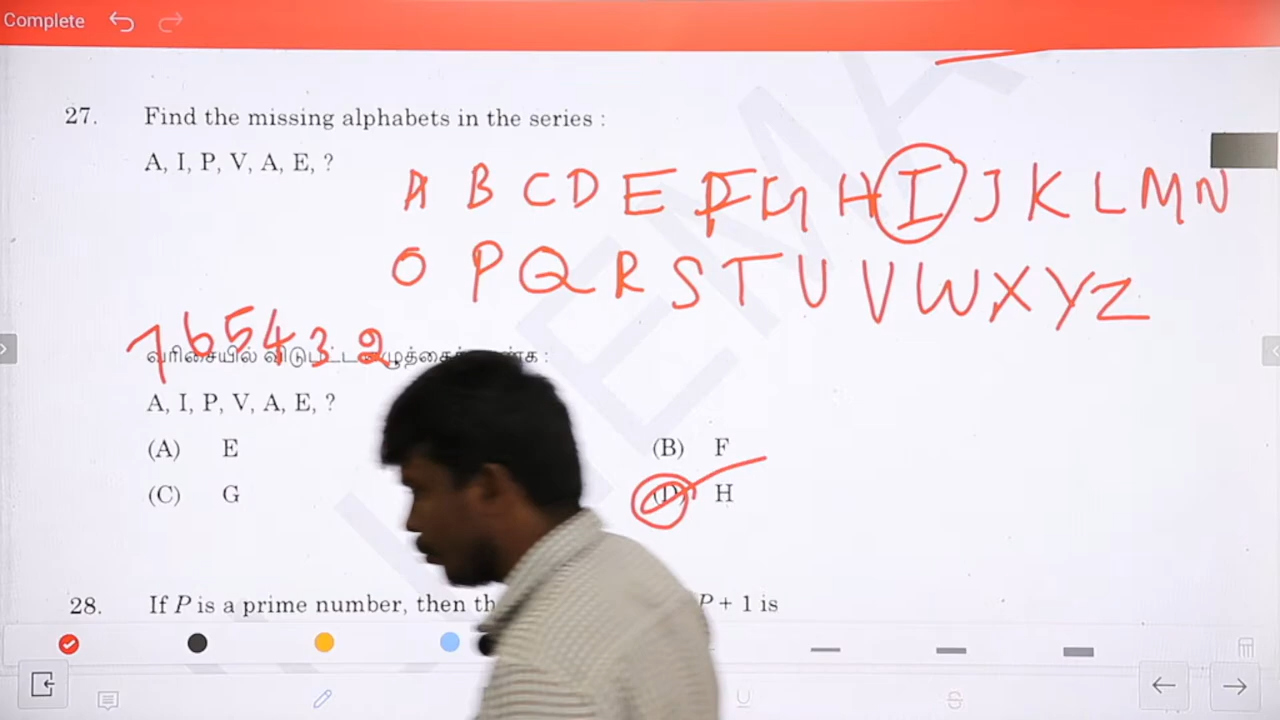 Complete
27. Find the missing alphabets in the series :
A, I, P, V, A, E, ?
A B C D E F G H I J K L M N
O P Q R S T U V W X Y Z
7 6 5 4 3 2
வரிசையில் :
A, I, P, V, A, E, ?
(A) E (B) F
(C) G (D) H
28. If P is a prime number, then P + 1 is